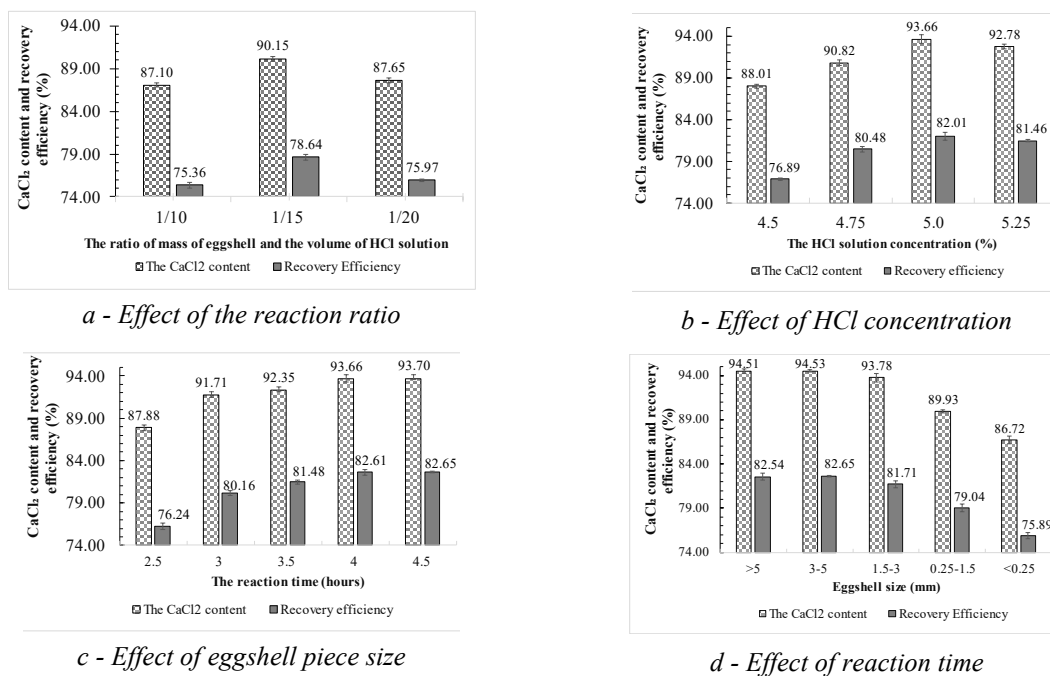 CaCl₂ content and recovery
efficiency (%)
94.00
89.00
84.00
79.00
74.00
87.10
75.36
90.15
78.64
87.65
75.97
1/10 1/15 1/20
The ratio of mass of eggshell and the volume of HCl solution
The CaCl2 content Recovery Efficiency
a - Effect of the reaction ratio
CaCl₂ content and recovery
efficiency (%)
94.00
89.00
84.00
79.00
74.00
88.01
76.89
90.82
80.48
93.66
82.01
92.78
81.46
4.5 4.75 5.0 5.25
The HCl solution concentration (%)
The CaCl2 content Recovery efficiency
b - Effect of HCl concentration
CaCl₂ content and recovery
efficiency (%)
94.00
89.00
84.00
79.00
74.00
87.88
76.24
91.71
80.16
92.35
81.48
93.66
82.61
93.70
82.65
2.5 3 3.5 4 4.5
The reaction time (hours)
The CaCl2 content Recovery efficiency
c - Effect of eggshell piece size
CaCl₂ content and recovery
efficiency (%)
94.00
89.00
84.00
79.00
74.00
94.51
82.54
94.53
82.65
93.78
81.71
89.93
79.04
86.72
75.89
>5 3-5 1.5-3 0.25-1.5 <0.25
Eggshell size (mm)
The CaCl2 content Recovery efficiency
d - Effect of reaction time